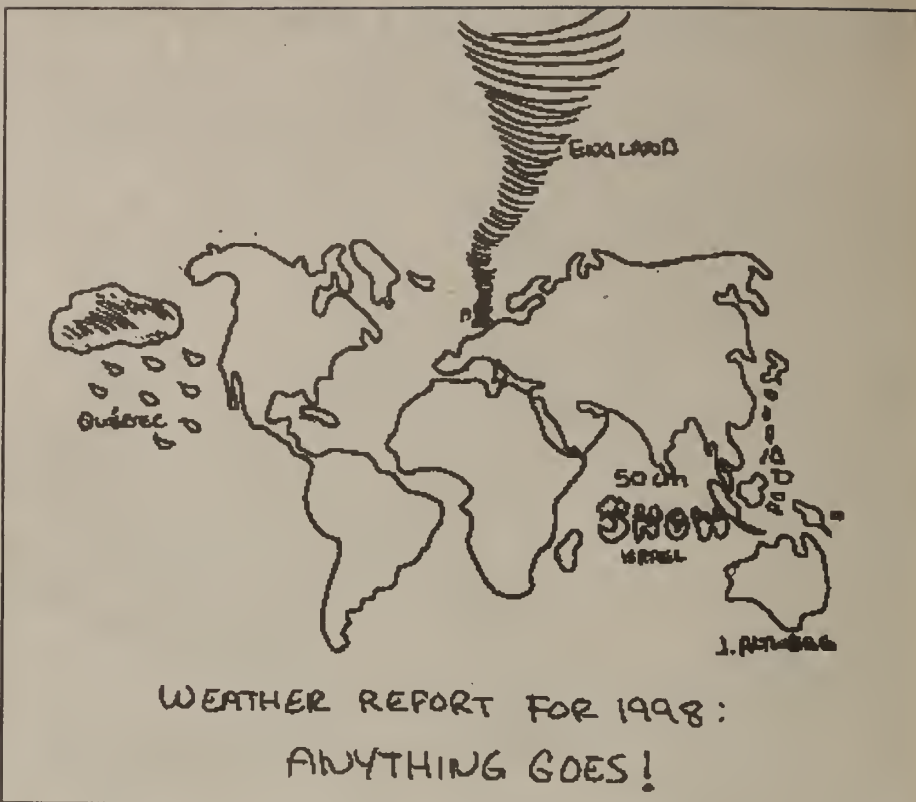 ENGLAND
QUÉBEC
50 cm
SNOW
ISRAEL
WEATHER REPORT FOR 1998:
ANYTHING GOES!